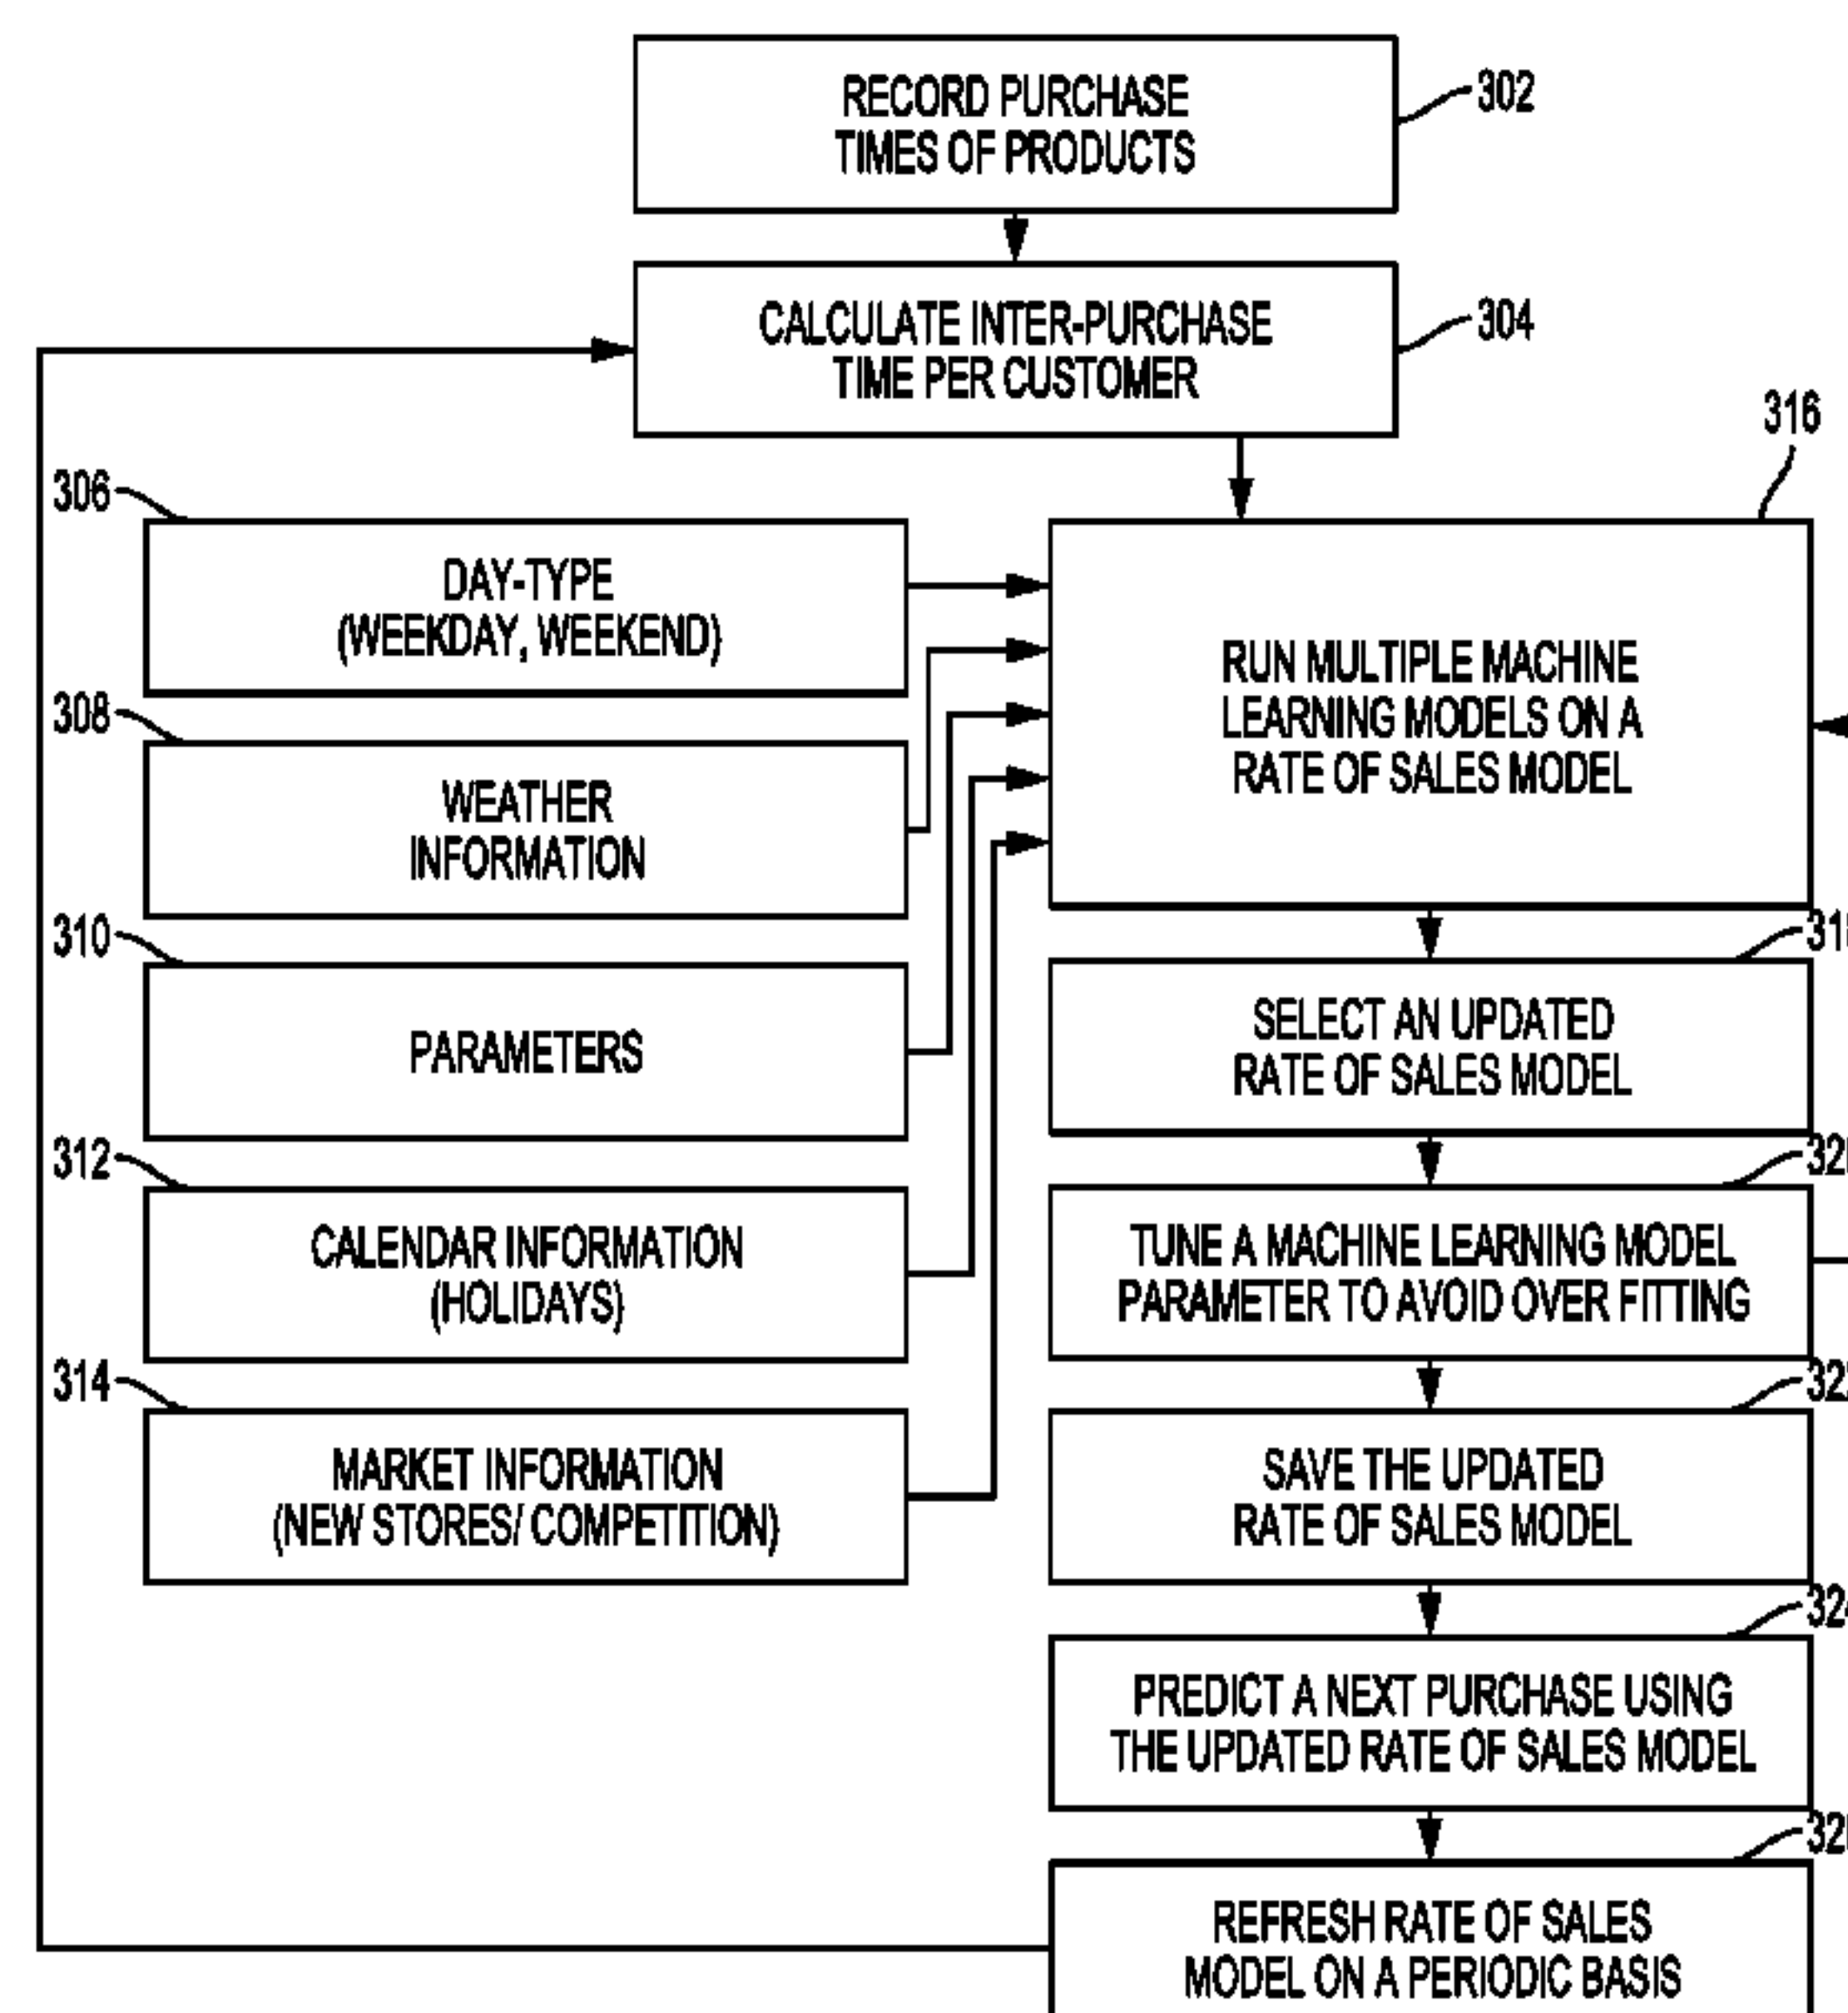 RECORD PURCHASE
TIMES OF PRODUCTS
302
CALCULATE INTER-PURCHASE
TIME PER CUSTOMER
304
316
306
DAY-TYPE
(WEEKDAY, WEEKEND)
308
WEATHER
INFORMATION
310
PARAMETERS
312
CALENDAR INFORMATION
(HOLIDAYS)
314
MARKET INFORMATION
(NEW STORES/ COMPETITION)
RUN MULTIPLE MACHINE
LEARNING MODELS ON A
RATE OF SALES MODEL
SELECT AN UPDATED
RATE OF SALES MODEL
TUNE A MACHINE LEARNING MODEL
PARAMETER TO AVOID OVER FITTING
SAVE THE UPDATED
RATE OF SALES MODEL
PREDICT A NEXT PURCHASE USING
THE UPDATED RATE OF SALES MODEL
REFRESH RATE OF SALES
MODEL ON A PERIODIC BASIS